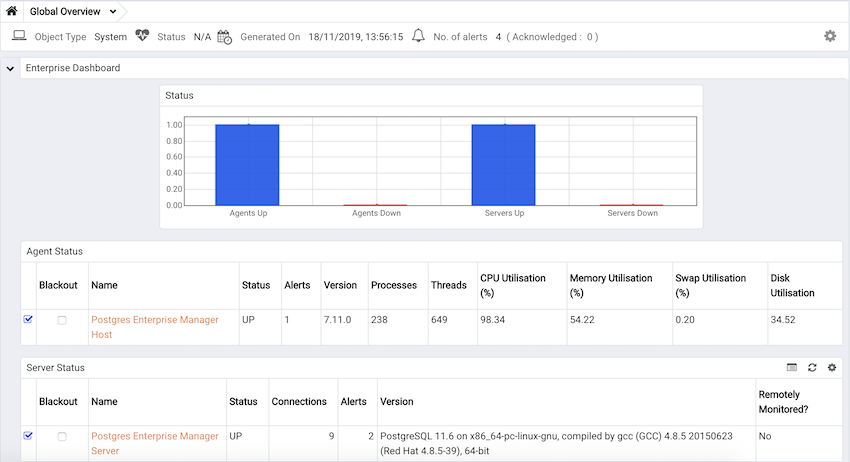 Global Overview
Object Type System Status N/A Generated On 18/11/2019, 13:56:15 No. of alerts 4 ( Acknowledged : 0 )
Enterprise Dashboard
Status
1.00
0.80
0.60
0.40
0.20
0.00
Agents Up Agents Down Servers Up Servers Down
Agent Status
Blackout Name Status Alerts Version Processes Threads CPU Utilisation (%) Memory Utilisation (%) Swap Utilisation (%) Disk Utilisation
Postgres Enterprise Manager Host UP 1 7.11.0 238 649 98.34 54.22 0.20 34.52
Server Status
Blackout Name Status Connections Alerts Version Remotely Monitored?
Postgres Enterprise Manager Server UP 9 2 PostgreSQL 11.6 on x86_64-pc-linux-gnu, compiled by gcc (GCC) 4.8.5 20150623 (Red Hat 4.8.5-39), 64-bit No